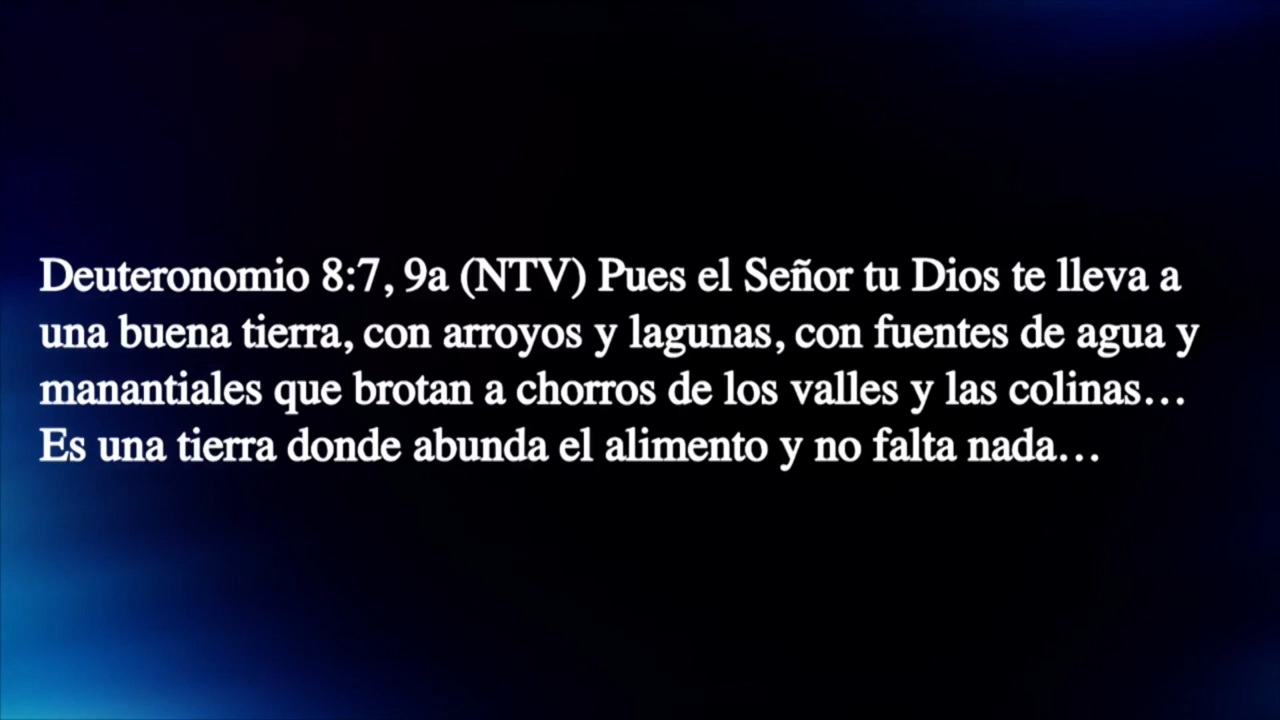 Deuteronomio 8:7, 9a (NTV) Pues el Señor tu Dios te lleva a
una buena tierra, con arroyos y lagunas, con fuentes de agua y
manantiales que brotan a chorros de los valles y las colinas…
Es una tierra donde abunda el alimento y no falta nada…